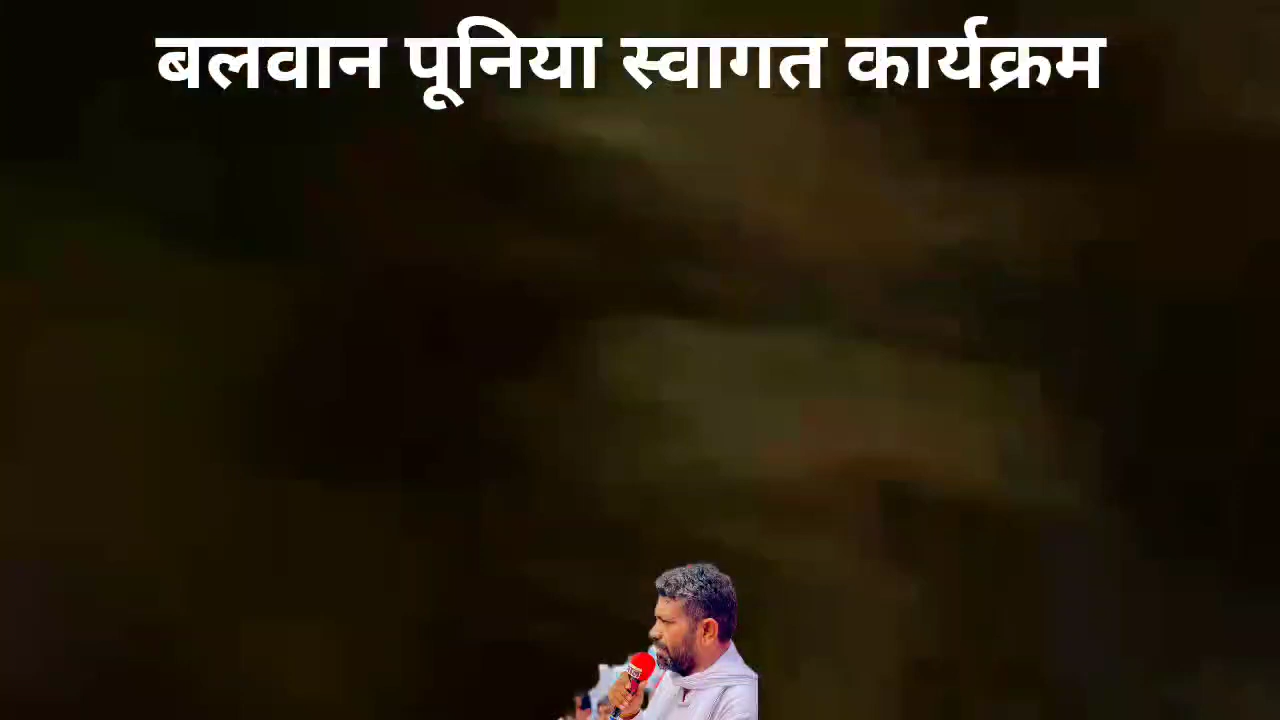 बलवान पूनिया स्वागत कार्यक्रम